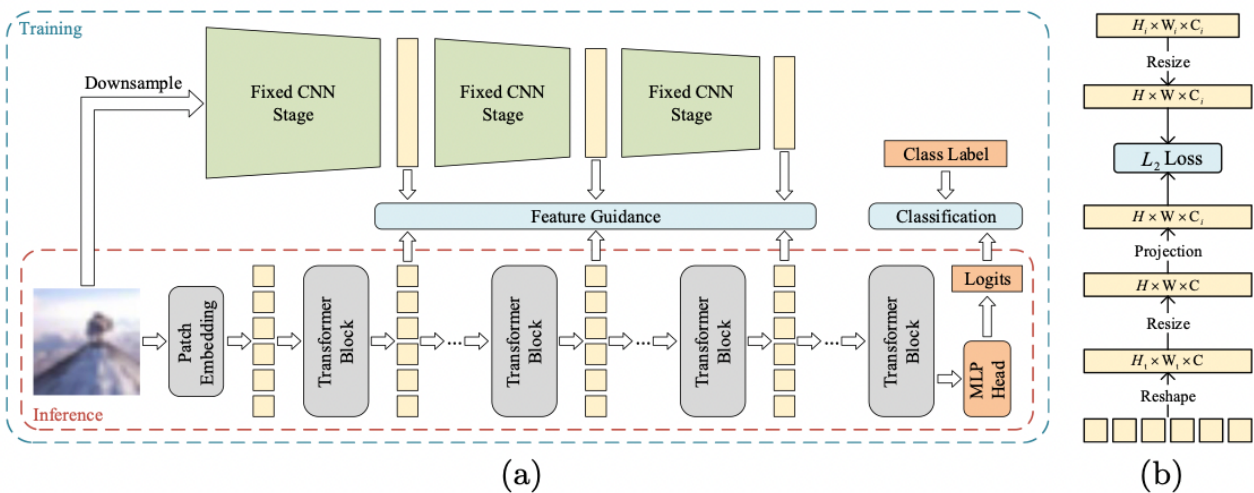 Training
Downsample
Fixed CNN
Stage
Fixed CNN
Stage
Fixed CNN
Stage
Class Label
Feature Guidance
Classification
Patch
Embedding
Transformer
Block
...
Transformer
Block
...
Transformer
Block
...
Transformer
Block
Logits
MLP
Head
Inference
(a)
H_i × W_i × C_i
Resize
H × W × C_i
L_2 Loss
H × W × C_i
Projection
H × W × C
Resize
H_t × W_t × C
Reshape
(b)